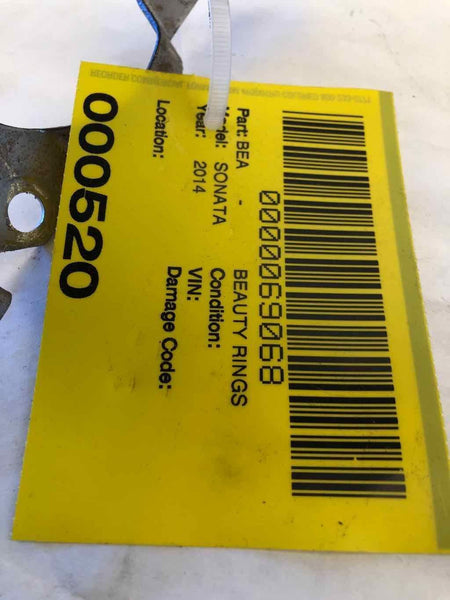 0000069068
Part: BEA - BEAUTY RINGS
Model: SONATA Condition:
Year: 2014 VIN:
Location: Damage Code:
000520